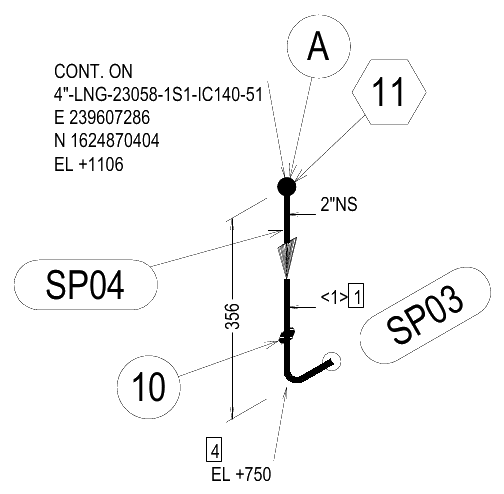 A
CONT. ON
4"-LNG-23058-1S1-IC140-51
E 239607286
N 1624870404
EL +1106
11
2"NS
SP04
<1> 1
SP03
356
10
4
EL +750